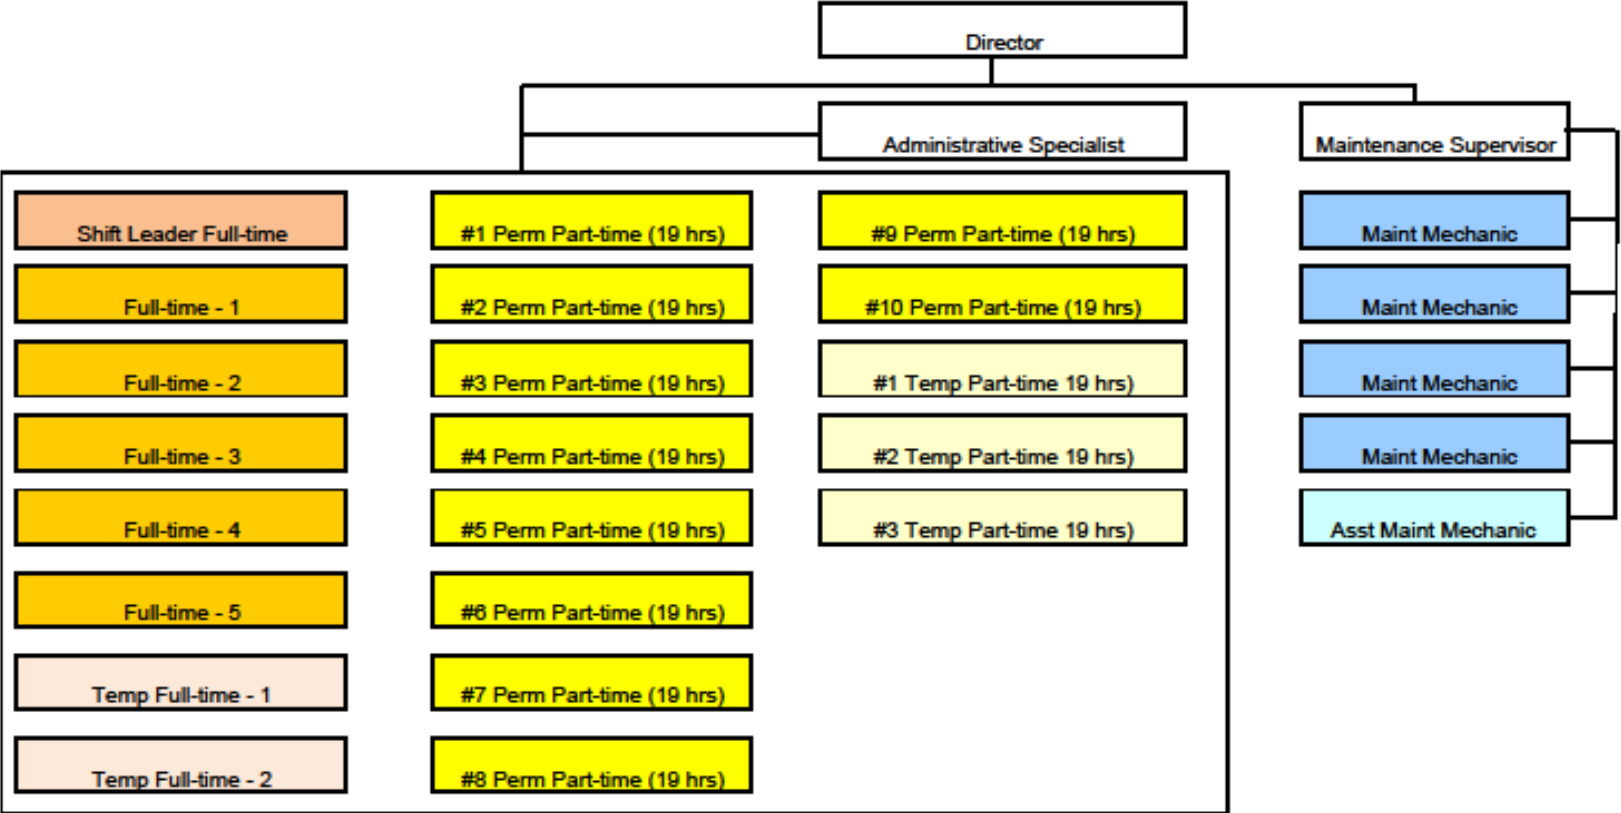 Director
Administrative Specialist
Maintenance Supervisor
Shift Leader Full-time
#1 Perm Part-time (19 hrs)
#9 Perm Part-time (19 hrs)
Maint Mechanic
Full-time - 1
#2 Perm Part-time (19 hrs)
#10 Perm Part-time (19 hrs)
Maint Mechanic
Full-time - 2
#3 Perm Part-time (19 hrs)
#1 Temp Part-time 19 hrs)
Maint Mechanic
Full-time - 3
#4 Perm Part-time (19 hrs)
#2 Temp Part-time 19 hrs)
Maint Mechanic
Full-time - 4
#5 Perm Part-time (19 hrs)
#3 Temp Part-time 19 hrs)
Asst Maint Mechanic
Full-time - 5
#6 Perm Part-time (19 hrs)
Temp Full-time - 1
#7 Perm Part-time (19 hrs)
Temp Full-time - 2
#8 Perm Part-time (19 hrs)